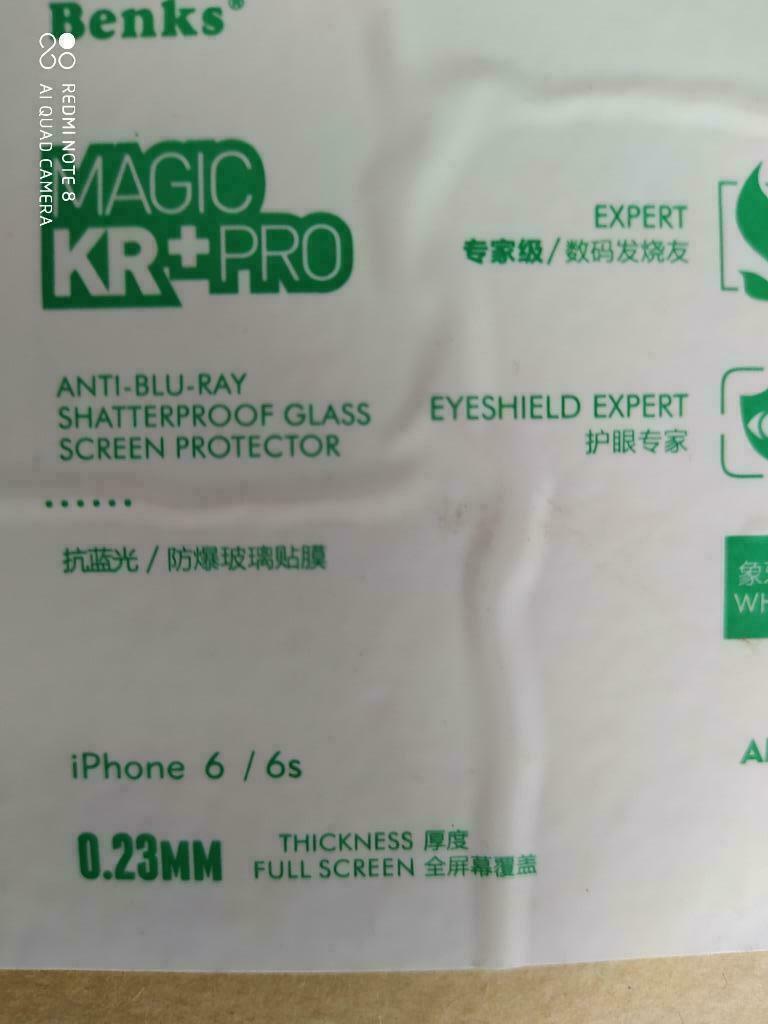 Benks®
REDMI NOTE 8
AI QUAD CAMERA
MAGIC
KR+PRO
EXPERT
专家级/数码发烧友
ANTI-BLU-RAY
SHATTERPROOF GLASS
SCREEN PROTECTOR
EYESHIELD EXPERT
护眼专家
抗蓝光/防爆玻璃贴膜
iPhone 6 / 6s
0.23MM
THICKNESS 厚度
FULL SCREEN 全屏幕覆盖